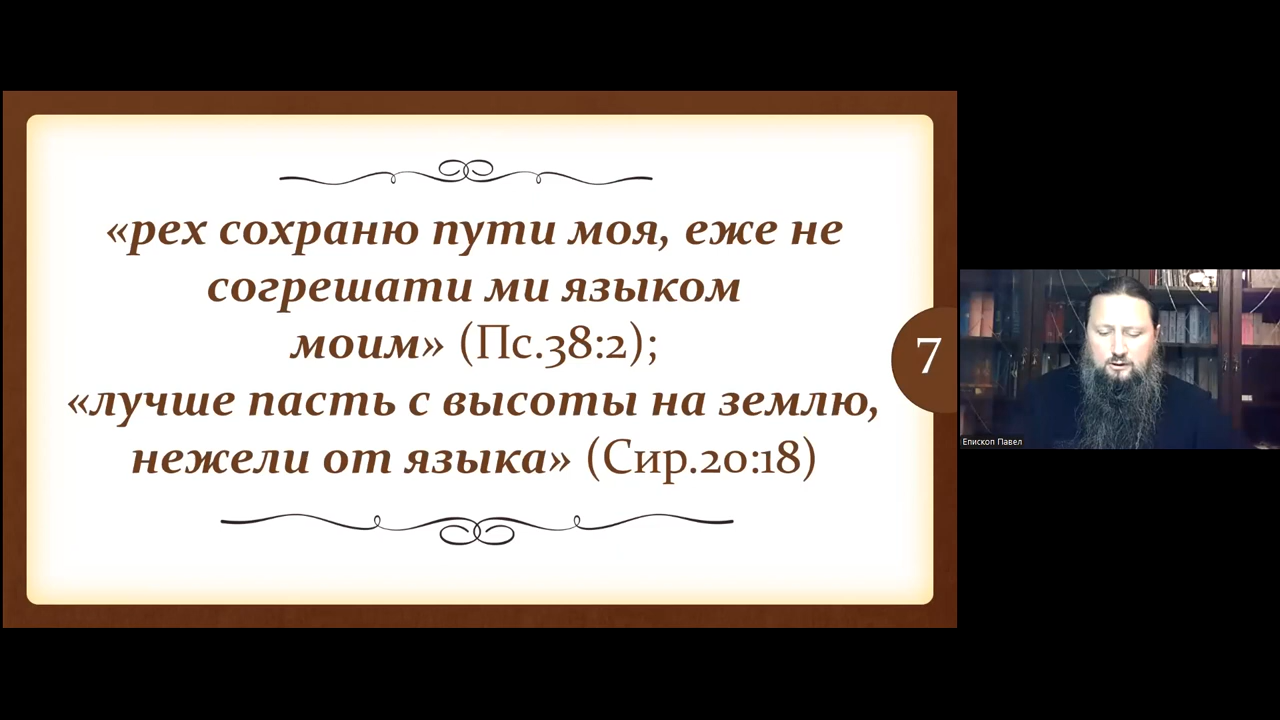 «рех сохраню пути моя, еже не
согрешати ми языком
моим» (Пс.38:2);
«лучше пасть с высоты на землю,
нежели от языка» (Сир.20:18)
7
Епископ Павел